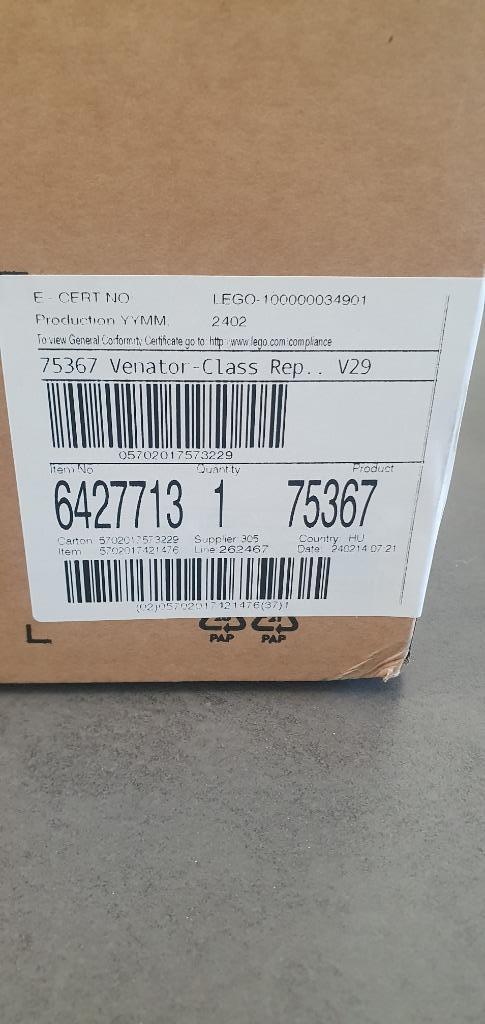 E - CERT NO LEGO-100000034901
Production YYMM. 2402
To view General Conformity Certificate go to: http://www.lego.com/compliance
75367 Venator-Class Rep.. V29
05702017573229
Item No Quantity Product
6427713 1 75367
Carton 5702017573229 Supplier 305 Country: HU
Item 5702017421476 Line 262467 Date: 240214 07:21
(02)05702017421476(37)1
PAP PAP